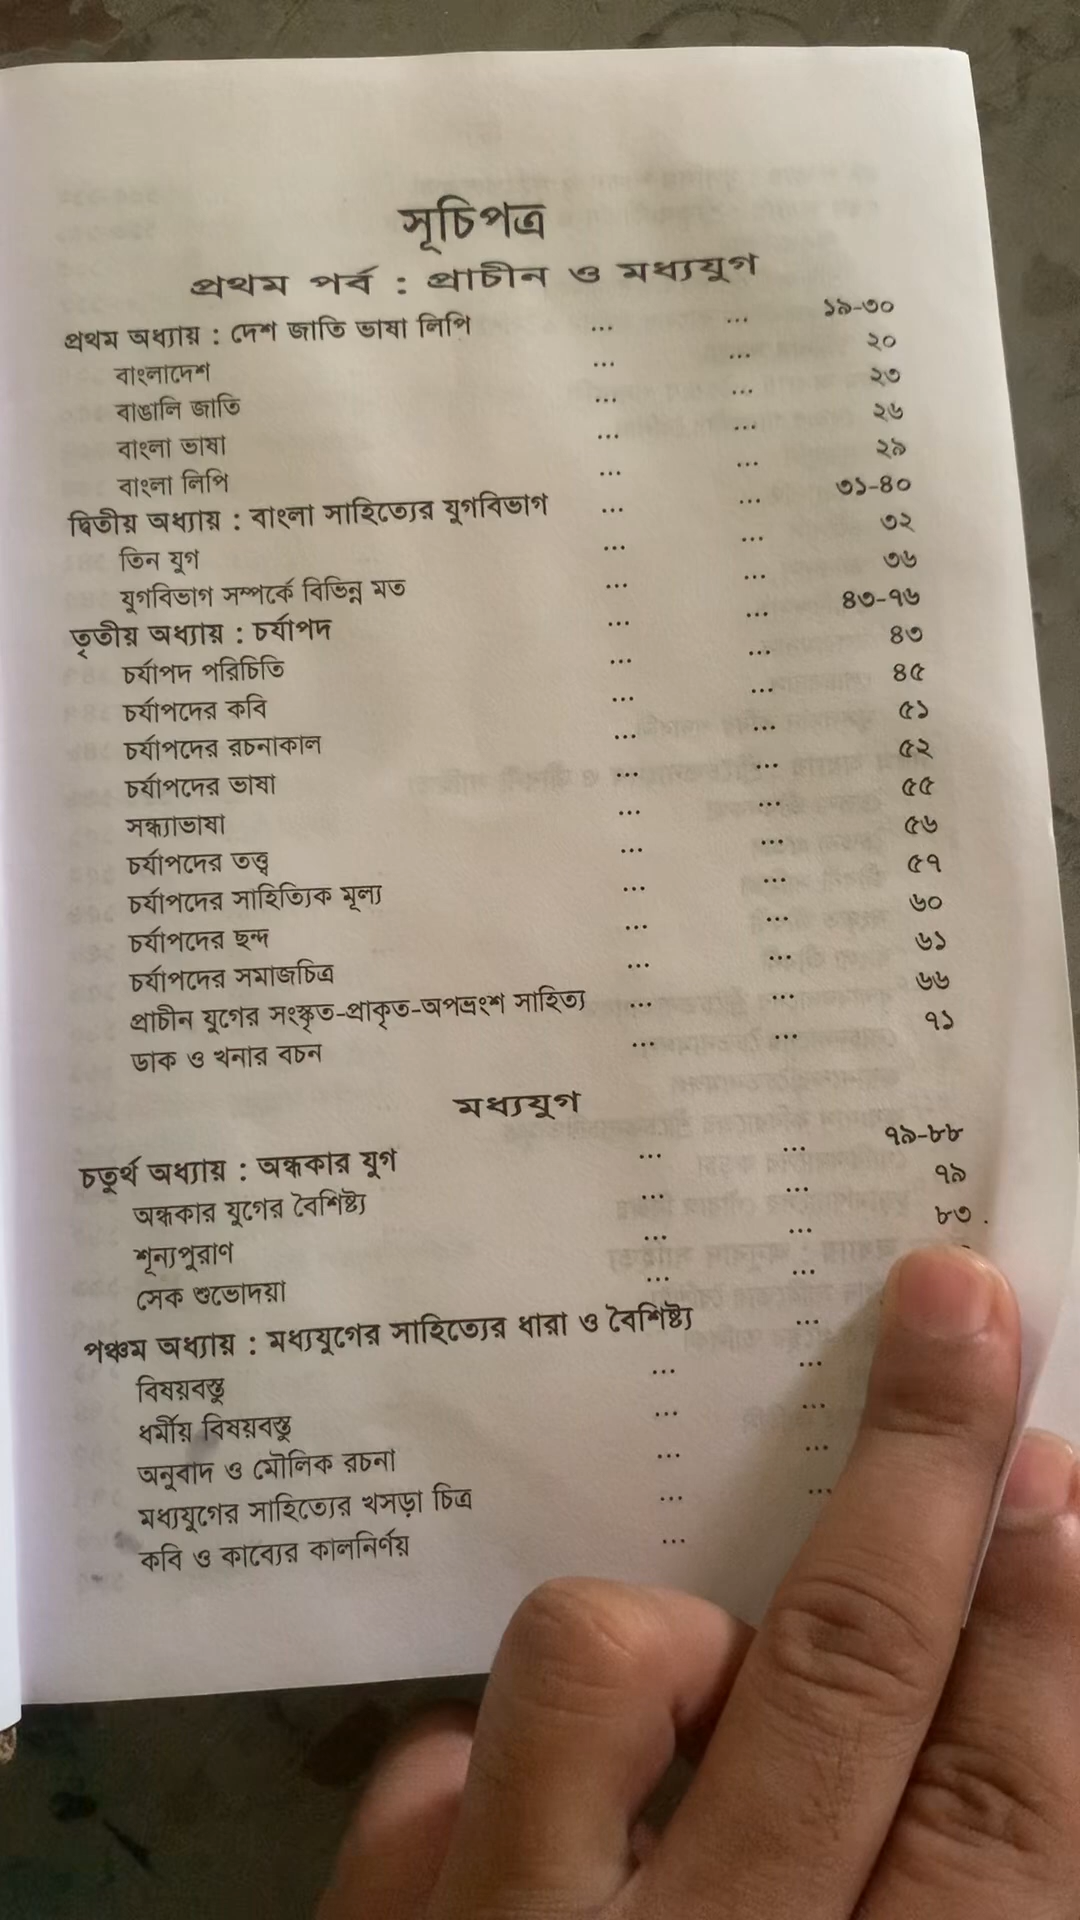 সূচিপত্র
প্রথম পর্ব : প্রাচীন ও মধ্যযুগ
প্রথম অধ্যায় : দেশ জাতি ভাষা লিপি ... ... ১৯-৩০
বাংলাদেশ ... ... ২০
বাঙালি জাতি ... ... ২৩
বাংলা ভাষা ... ... ২৬
বাংলা লিপি ... ... ২৯
দ্বিতীয় অধ্যায় : বাংলা সাহিত্যের যুগবিভাগ ... ... ৩১-৪০
তিন যুগ ... ... ৩২
যুগবিভাগ সম্পর্কে বিভিন্ন মত ... ... ৩৬
তৃতীয় অধ্যায় : চর্যাপদ ... ... ৪৩-৭৬
চর্যাপদ পরিচিতি ... ... ৪৩
চর্যাপদের কবি ... ... ৪৫
চর্যাপদের রচনাকাল ... ... ৫১
চর্যাপদের ভাষা ... ... ৫২
সন্ধ্যাভাষা ... ... ৫৫
চর্যাপদের তত্ত্ব ... ... ৫৬
চর্যাপদের সাহিত্যিক মূল্য ... ... ৫৭
চর্যাপদের ছন্দ ... ... ৬০
চর্যাপদের সমাজচিত্র ... ... ৬১
প্রাচীন যুগের সংস্কৃত-প্রাকৃত-অপভ্রংশ সাহিত্য ... ... ৬৬
ডাক ও খনার বচন ... ... ৭১
মধ্যযুগ
চতুর্থ অধ্যায় : অন্ধকার যুগ ... ... ৭৯-৮৮
অন্ধকার যুগের বৈশিষ্ট্য ... ... ৭৯
শূন্যপুরাণ ... ... ৮৩
সেক শুভোদয়া ... ...
পঞ্চম অধ্যায় : মধ্যযুগের সাহিত্যের ধারা ও বৈশিষ্ট্য ...
বিষয়বস্তু ... ...
ধর্মীয় বিষয়বস্তু ... ...
অনুবাদ ও মৌলিক রচনা ... ...
মধ্যযুগের সাহিত্যের খসড়া চিত্র ... ...
কবি ও কাব্যের কালনির্ণয় ...